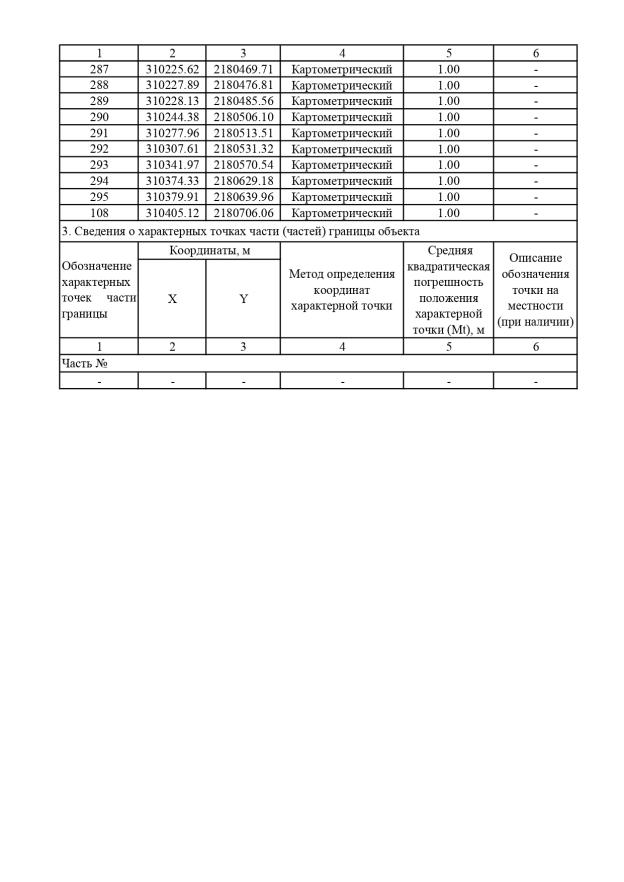 1 2 3 4 5 6
287 310225.62 2180469.71 Картометрический 1.00 -
288 310227.89 2180476.81 Картометрический 1.00 -
289 310228.13 2180485.56 Картометрический 1.00 -
290 310244.38 2180506.10 Картометрический 1.00 -
291 310277.96 2180513.51 Картометрический 1.00 -
292 310307.61 2180531.32 Картометрический 1.00 -
293 310341.97 2180570.54 Картометрический 1.00 -
294 310374.33 2180629.18 Картометрический 1.00 -
295 310379.91 2180639.96 Картометрический 1.00 -
108 310405.12 2180706.06 Картометрический 1.00 -
3. Сведения о характерных точках части (частей) границы объекта
Обозначение
характерных
точек части
границы
Координаты, м
X
Y
Метод определения
координат
характерной точки
Средняя
квадратическая
погрешность
положения
характерной
точки (Mt), м
Описание
обозначения
точки на
местности
(при наличии)
1 2 3 4 5 6
Часть №
- - - - - -